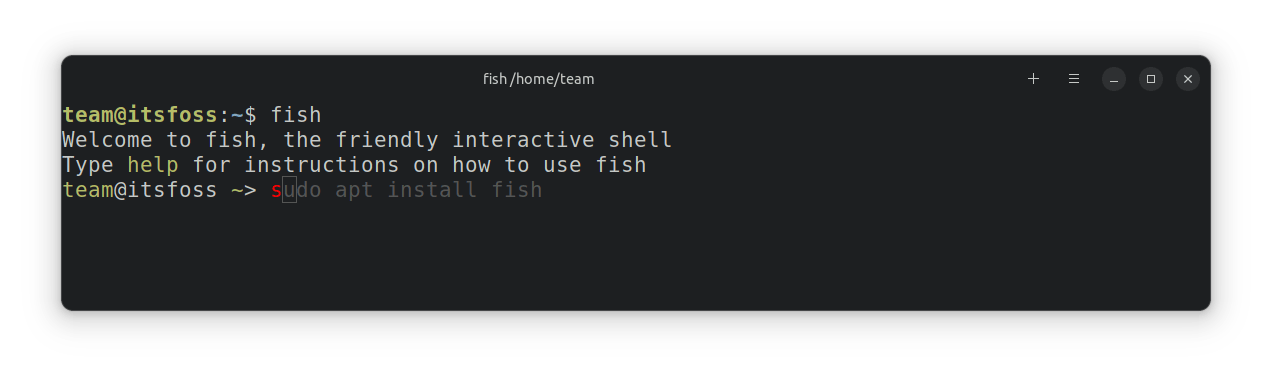 fish /home/team
team@itsfoss:~$ fish
Welcome to fish, the friendly interactive shell
Type help for instructions on how to use fish
team@itsfoss ~> sudo apt install fish